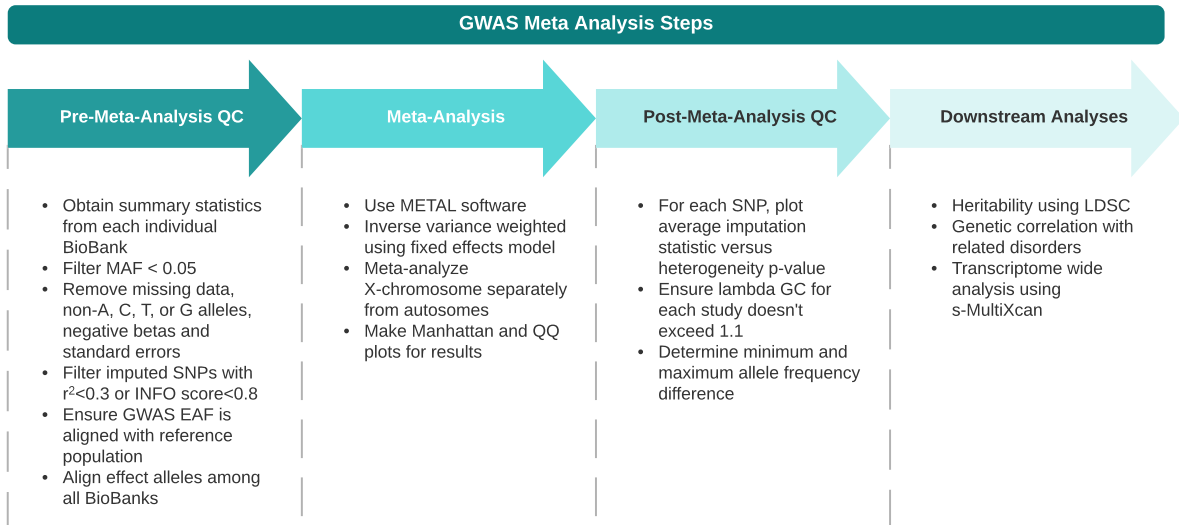 GWAS Meta Analysis Steps
Pre-Meta-Analysis QC
Meta-Analysis
Post-Meta-Analysis QC
Downstream Analyses
• Obtain summary statistics
from each individual
BioBank
• Filter MAF < 0.05
• Remove missing data,
non-A, C, T, or G alleles,
negative betas and
standard errors
• Filter imputed SNPs with
r²<0.3 or INFO score<0.8
• Ensure GWAS EAF is
aligned with reference
population
• Align effect alleles among
all BioBanks
• Use METAL software
• Inverse variance weighted
using fixed effects model
• Meta-analyze
X-chromosome separately
from autosomes
• Make Manhattan and QQ
plots for results
• For each SNP, plot
average imputation
statistic versus
heterogeneity p-value
• Ensure lambda GC for
each study doesn't
exceed 1.1
• Determine minimum and
maximum allele frequency
difference
• Heritability using LDSC
• Genetic correlation with
related disorders
• Transcriptome wide
analysis using
s-MultiXcan